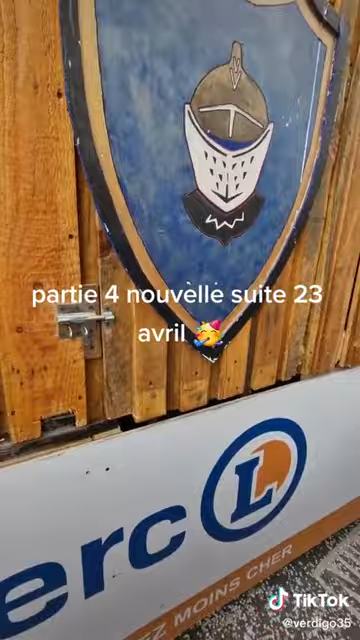 partie 4 nouvelle suite 23
avril 🥳
erc L
EZ MOINS CHER
TikTok
@verdigo35